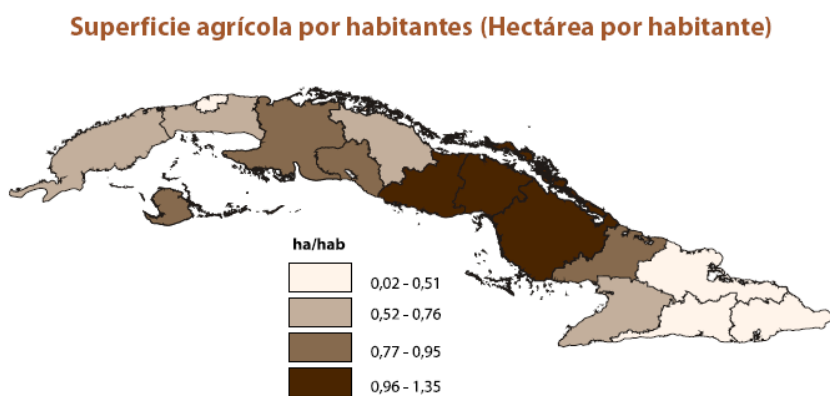 Superficie agrícola por habitantes (Hectárea por habitante)
ha/hab
0,02 - 0,51
0,52 - 0,76
0,77 - 0,95
0,96 - 1,35